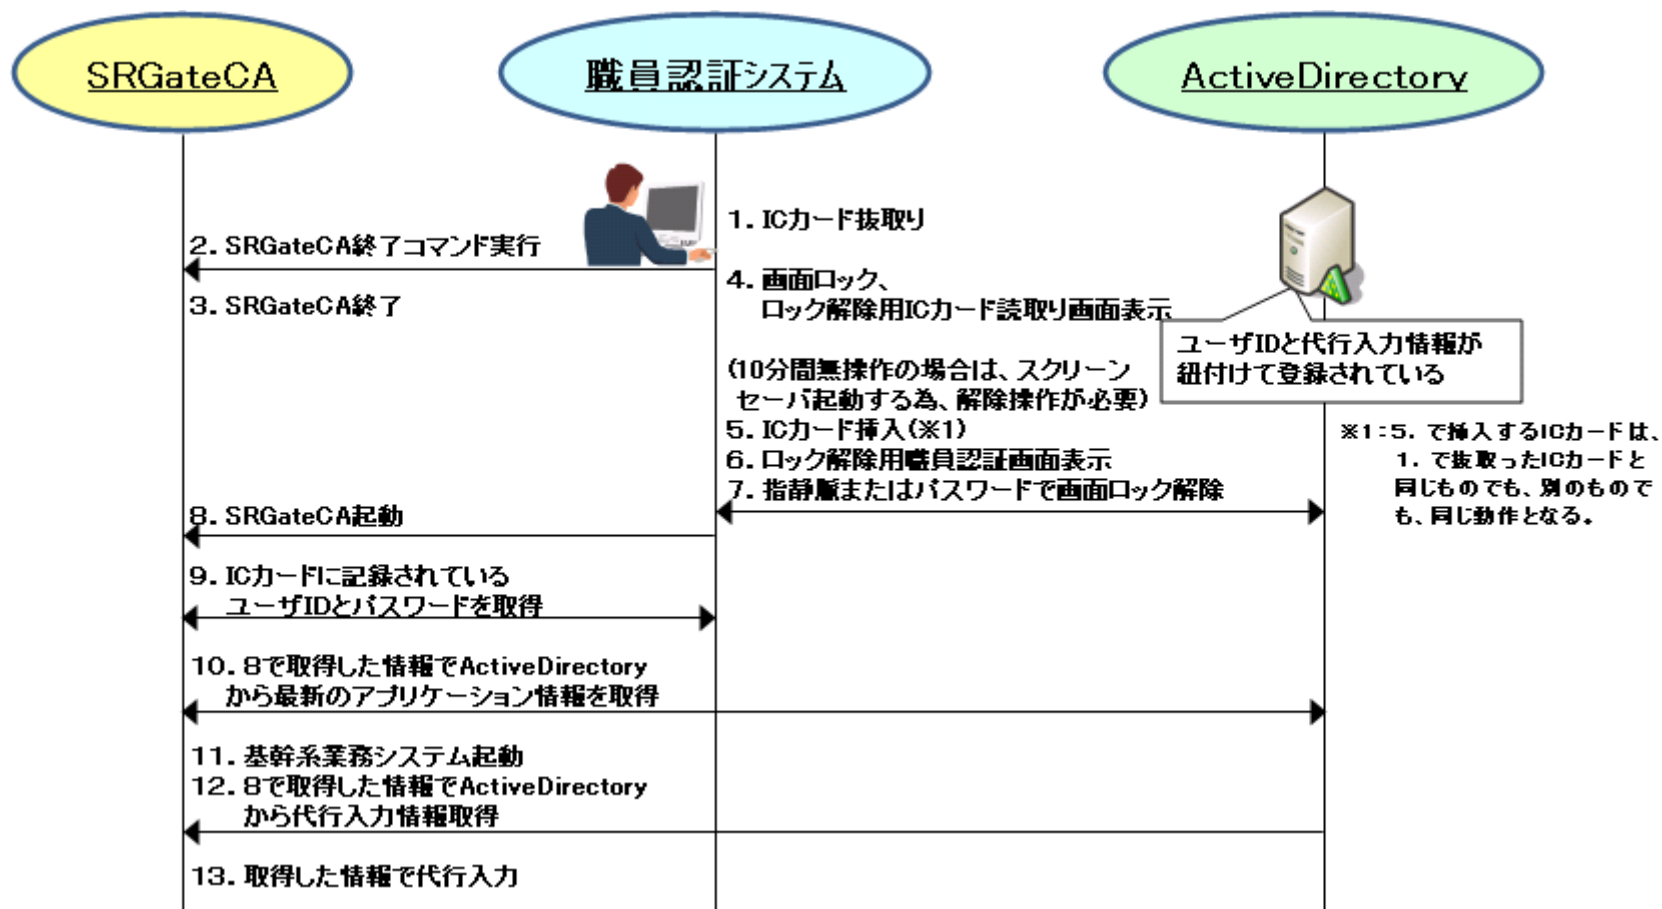 SRGateCA
職員認証システム
ActiveDirectory
1. ICカード抜取り
2. SRGateCA終了コマンド実行
3. SRGateCA終了
4. 画面ロック、
ロック解除用ICカード読取り画面表示
ユーザIDと代行入力情報が
紐付けて登録されている
(10分間無操作の場合は、スクリーン
セーバ起動する為、解除操作が必要)
5. ICカード挿入(※1)
6. ロック解除用職員認証画面表示
7. 指静脈またはパスワードで画面ロック解除
※1:5. で挿入するICカードは、
1. で抜取ったICカードと
同じものでも、別のもので
も、同じ動作となる。
8. SRGateCA起動
9. ICカードに記録されている
ユーザIDとパスワードを取得
10. 8で取得した情報でActiveDirectory
から最新のアプリケーション情報を取得
11. 基幹系業務システム起動
12. 8で取得した情報でActiveDirectory
から代行入力情報取得
13. 取得した情報で代行入力